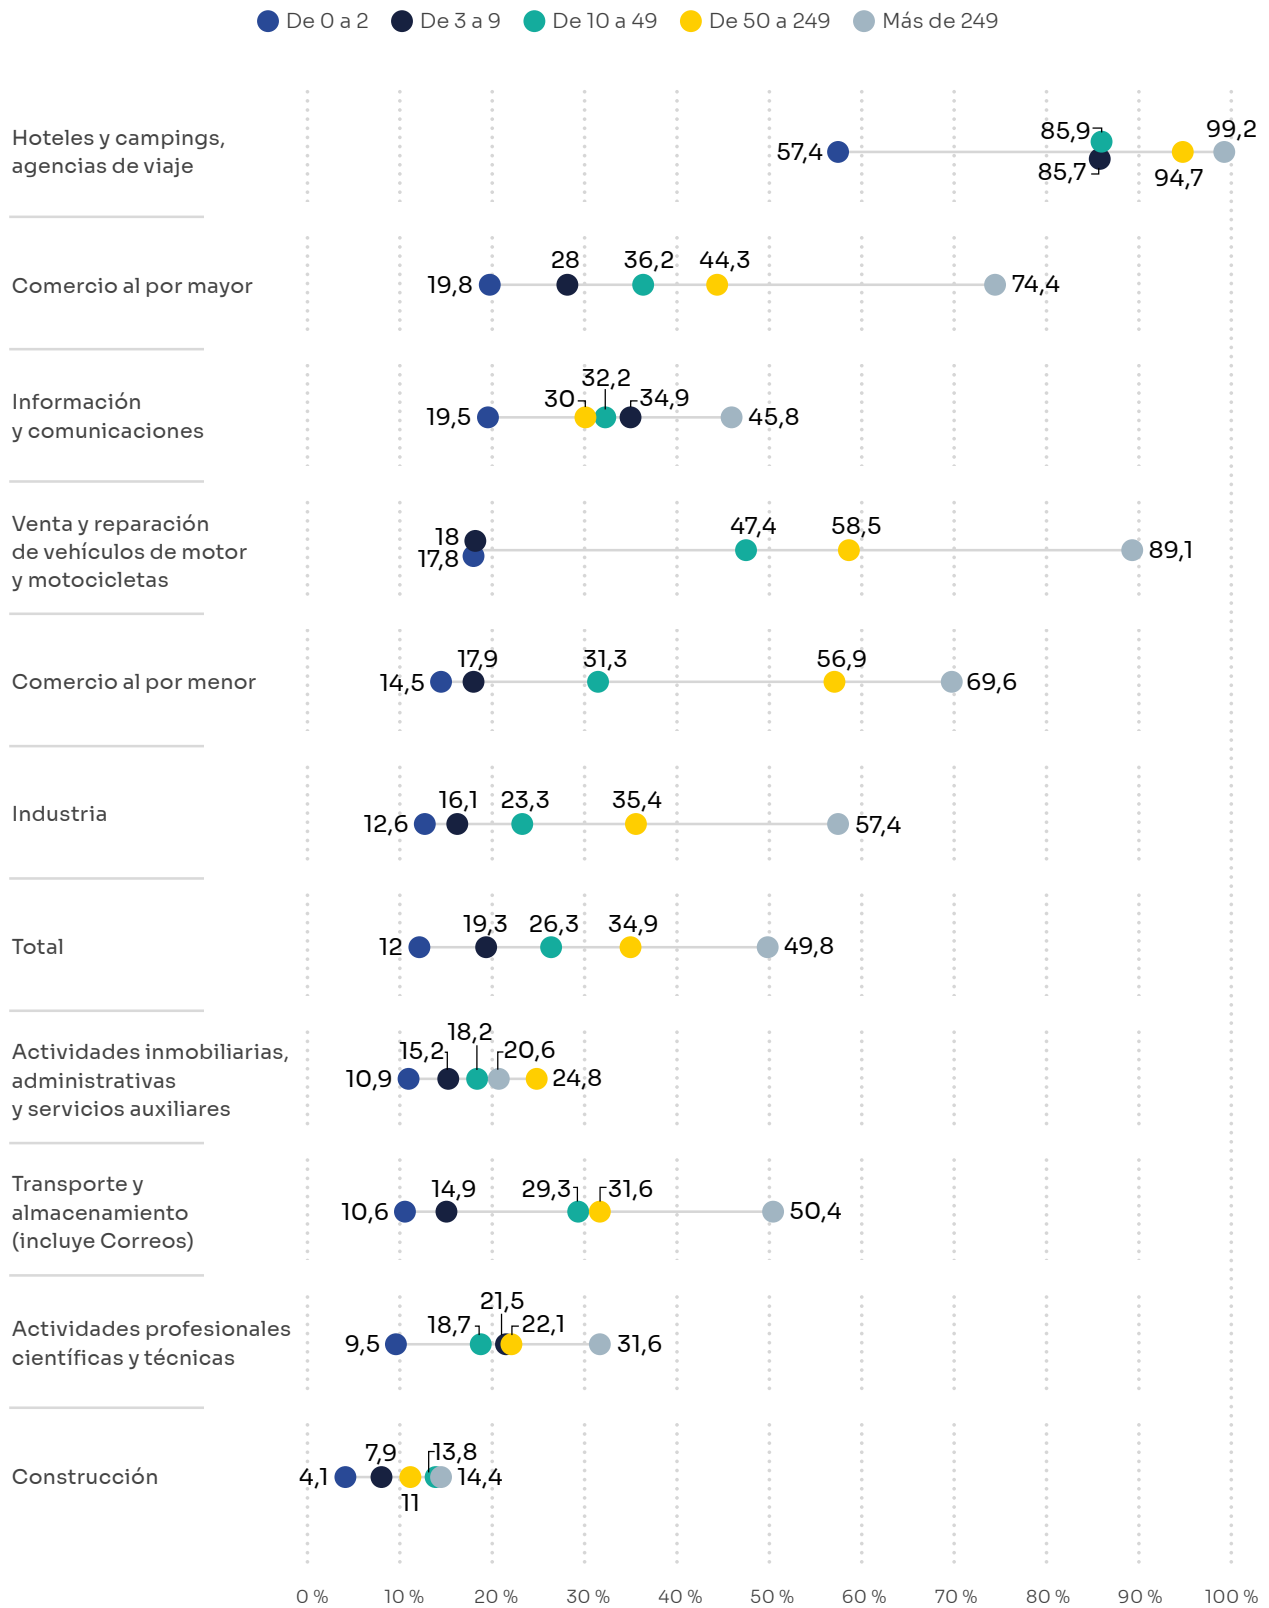 De 0 a 2 De 3 a 9 De 10 a 49 De 50 a 249 Más de 249
Hoteles y campings,
agencias de viaje
57,4
85,9
85,7
94,7
99,2
Comercio al por mayor
19,8
28
36,2
44,3
74,4
Información
y comunicaciones
19,5
30
32,2
34,9
45,8
Venta y reparación
de vehículos de motor
y motocicletas
18
17,8
47,4
58,5
89,1
Comercio al por menor
14,5
17,9
31,3
56,9
69,6
Industria
12,6
16,1
23,3
35,4
57,4
Total
12
19,3
26,3
34,9
49,8
Actividades inmobiliarias,
administrativas
y servicios auxiliares
10,9
15,2
18,2
20,6
24,8
Transporte y
almacenamiento
(incluye Correos)
10,6
14,9
29,3
31,6
50,4
Actividades profesionales
científicas y técnicas
9,5
18,7
21,5
22,1
31,6
Construcción
4,1
7,9
11
13,8
14,4
0 % 10 % 20 % 30 % 40 % 50 % 60 % 70 % 80 % 90 % 100 %